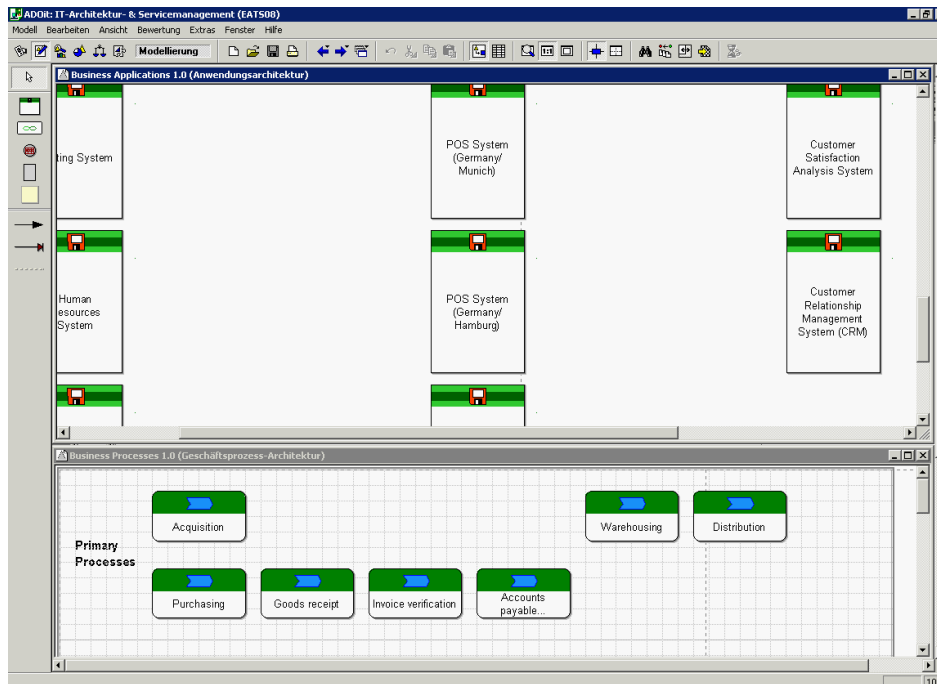 ADOit: IT-Architektur- & Servicemanagement (EATS08)
Modell Bearbeiten Ansicht Bewertung Extras Fenster Hilfe
Modellierung
Business Applications 1.0 (Anwendungsarchitektur)
ting System
POS System
(Germany/
Munich)
Customer
Satisfaction
Analysis System
Human
esources
System
POS System
(Germany/
Hamburg)
Customer
Relationship
Management
System (CRM)
Business Processes 1.0 (Geschäftsprozess-Architektur)
Primary
Processes
Acquisition
Warehousing
Distribution
Purchasing
Goods receipt
Invoice verification
Accounts
payable...
10